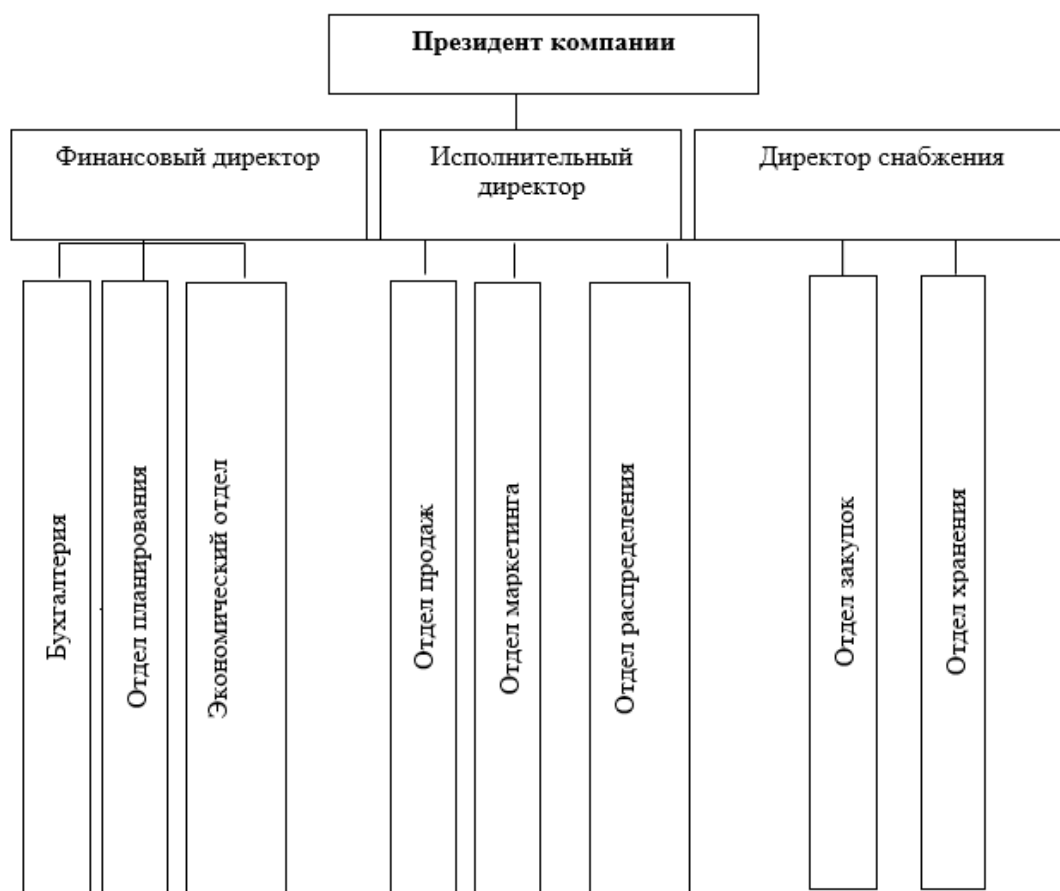 Президент компании
Финансовый директор
Исполнительный
директор
Директор снабжения
Бухгалтерия
Отдел планирования
Экономический отдел
Отдел продаж
Отдел маркетинга
Отдел распределения
Отдел закупок
Отдел хранения